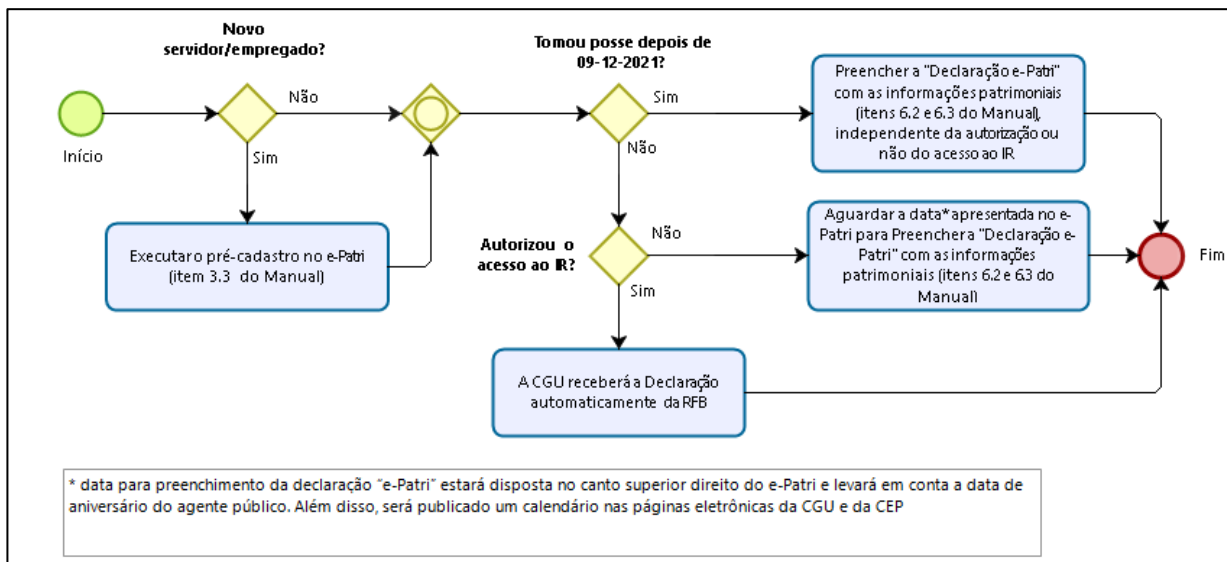 Novo
servidor/empregado?
Tomou posse depois de
09-12-2021?
Não
Sim
Preencher a "Declaração e-Patri"
com as informações patrimoniais
(itens 6.2 e 6.3 do Manual),
independente da autorização ou
não do acesso ao IR
Início
Sim
Não
Executar o pré-cadastro no e-Patri
(item 3.3 do Manual)
Autorizou o
acesso ao IR?
Não
Aguardar a data* apresentada no e-
Patri para Preencher a "Declaração e-
Patri" com as informações
patrimoniais (itens 6.2 e 6.3 do
Manual)
Fim
Sim
A CGU receberá a Declaração
automaticamente da RFB
* data para preenchimento da declaração “e-Patri” estará disposta no canto superior direito do e-Patri e levará em conta a data de
aniversário do agente público. Além disso, será publicado um calendário nas páginas eletrônicas da CGU e da CEP